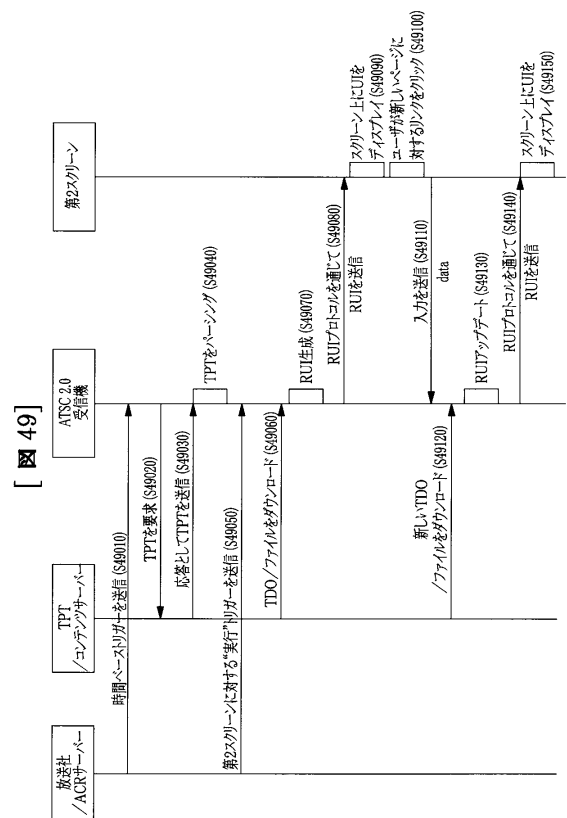 [図 49]
放送社
/ACRサーバー
TPT
/コンテンツサーバー
ATSC 2.0
受信機
第2スクリーン
時間ベーストリガーを送信 (S49010)
TPTを要求 (S49020)
応答としてTPTを送信 (S49030)
TPTをパーシング (S49040)
第2スクリーンに対する“実行”トリガーを送信 (S49050)
TDO/ファイルをダウンロード (S49060)
RUI生成 (S49070)
RUIプロトコルを通じて (S49080)
RUIを送信
スクリーン上にUIを
ディスプレイ (S49090)
ユーザが新しいページに
対するリンクをクリック (S49100)
入力を送信 (S49110)
data
新しいTDO
/ファイルをダウンロード (S49120)
RUIアップデート (S49130)
RUIプロトコルを通じて (S49140)
RUIを送信
スクリーン上にUIを
ディスプレイ (S49150)